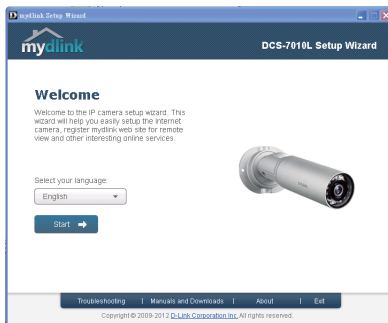 mydlink Setup Wizard
mydlink
DCS-7010L Setup Wizard
Welcome
Welcome to the IP camera setup wizard. This
wizard will help you easily setup the Internet
camera, register mydlink web site for remote
view and other interesting online services.
Select your language:
English
Start
Troubleshooting | Manuals and Downloads | About | Exit
Copyright © 2009-2012 D-Link Corporation Inc. All rights reserved.